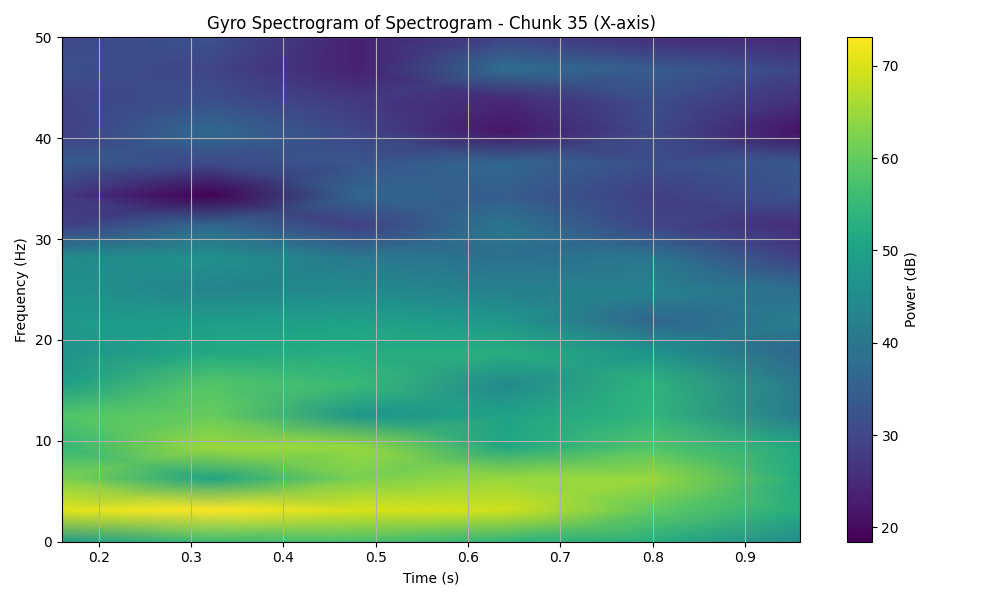 Gyro Spectrogram of Spectrogram - Chunk 35 (X-axis)
50
40
30
20
10
0
Frequency (Hz)
0.2 0.3 0.4 0.5 0.6 0.7 0.8 0.9
Time (s)
70
60
50
40
30
20
Power (dB)